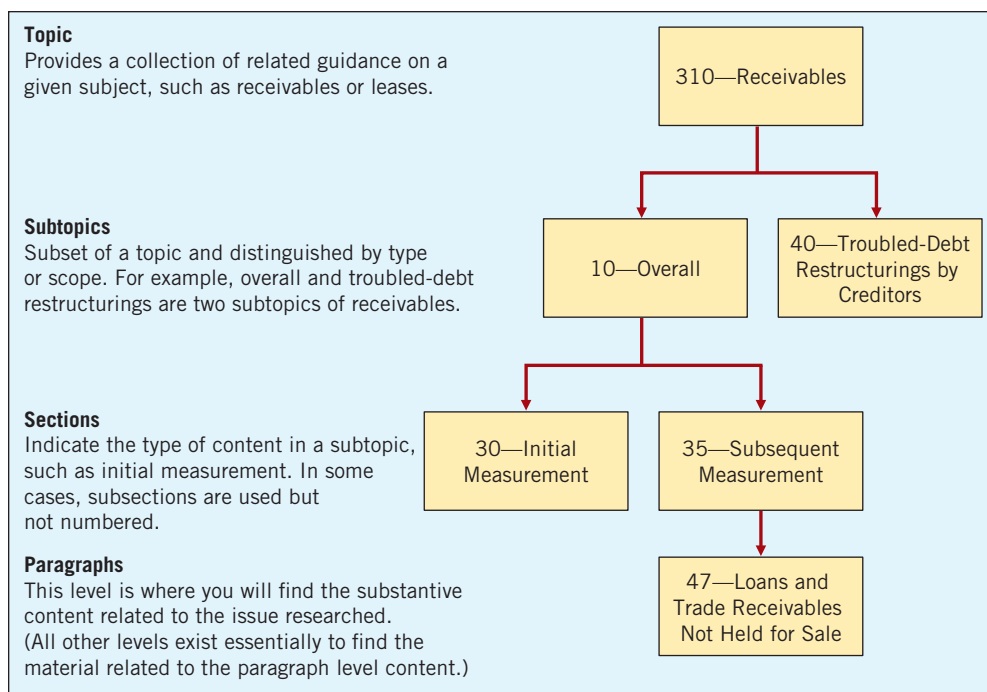 Topic
Provides a collection of related guidance on a
given subject, such as receivables or leases.
310—Receivables
Subtopics
Subset of a topic and distinguished by type
or scope. For example, overall and troubled-debt
restructurings are two subtopics of receivables.
10—Overall
40—Troubled-Debt
Restructurings by
Creditors
Sections
Indicate the type of content in a subtopic,
such as initial measurement. In some
cases, subsections are used but
not numbered.
30—Initial
Measurement
35—Subsequent
Measurement
Paragraphs
This level is where you will find the substantive
content related to the issue researched.
(All other levels exist essentially to find the
material related to the paragraph level content.)
47—Loans and
Trade Receivables
Not Held for Sale